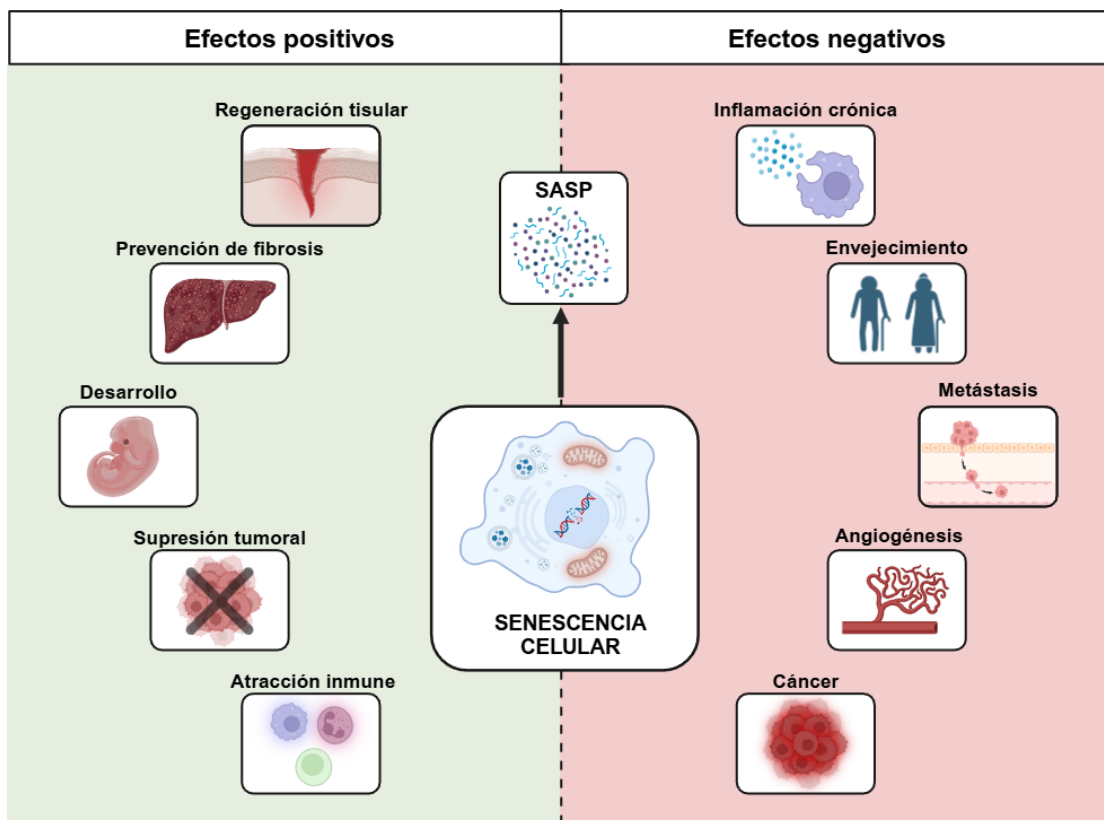 Efectos positivos
Efectos negativos
Regeneración tisular
Prevención de fibrosis
Desarrollo
Supresión tumoral
Atracción inmune
SASP
SENESCENCIA
CELULAR
Inflamación crónica
Envejecimiento
Metástasis
Angiogénesis
Cáncer